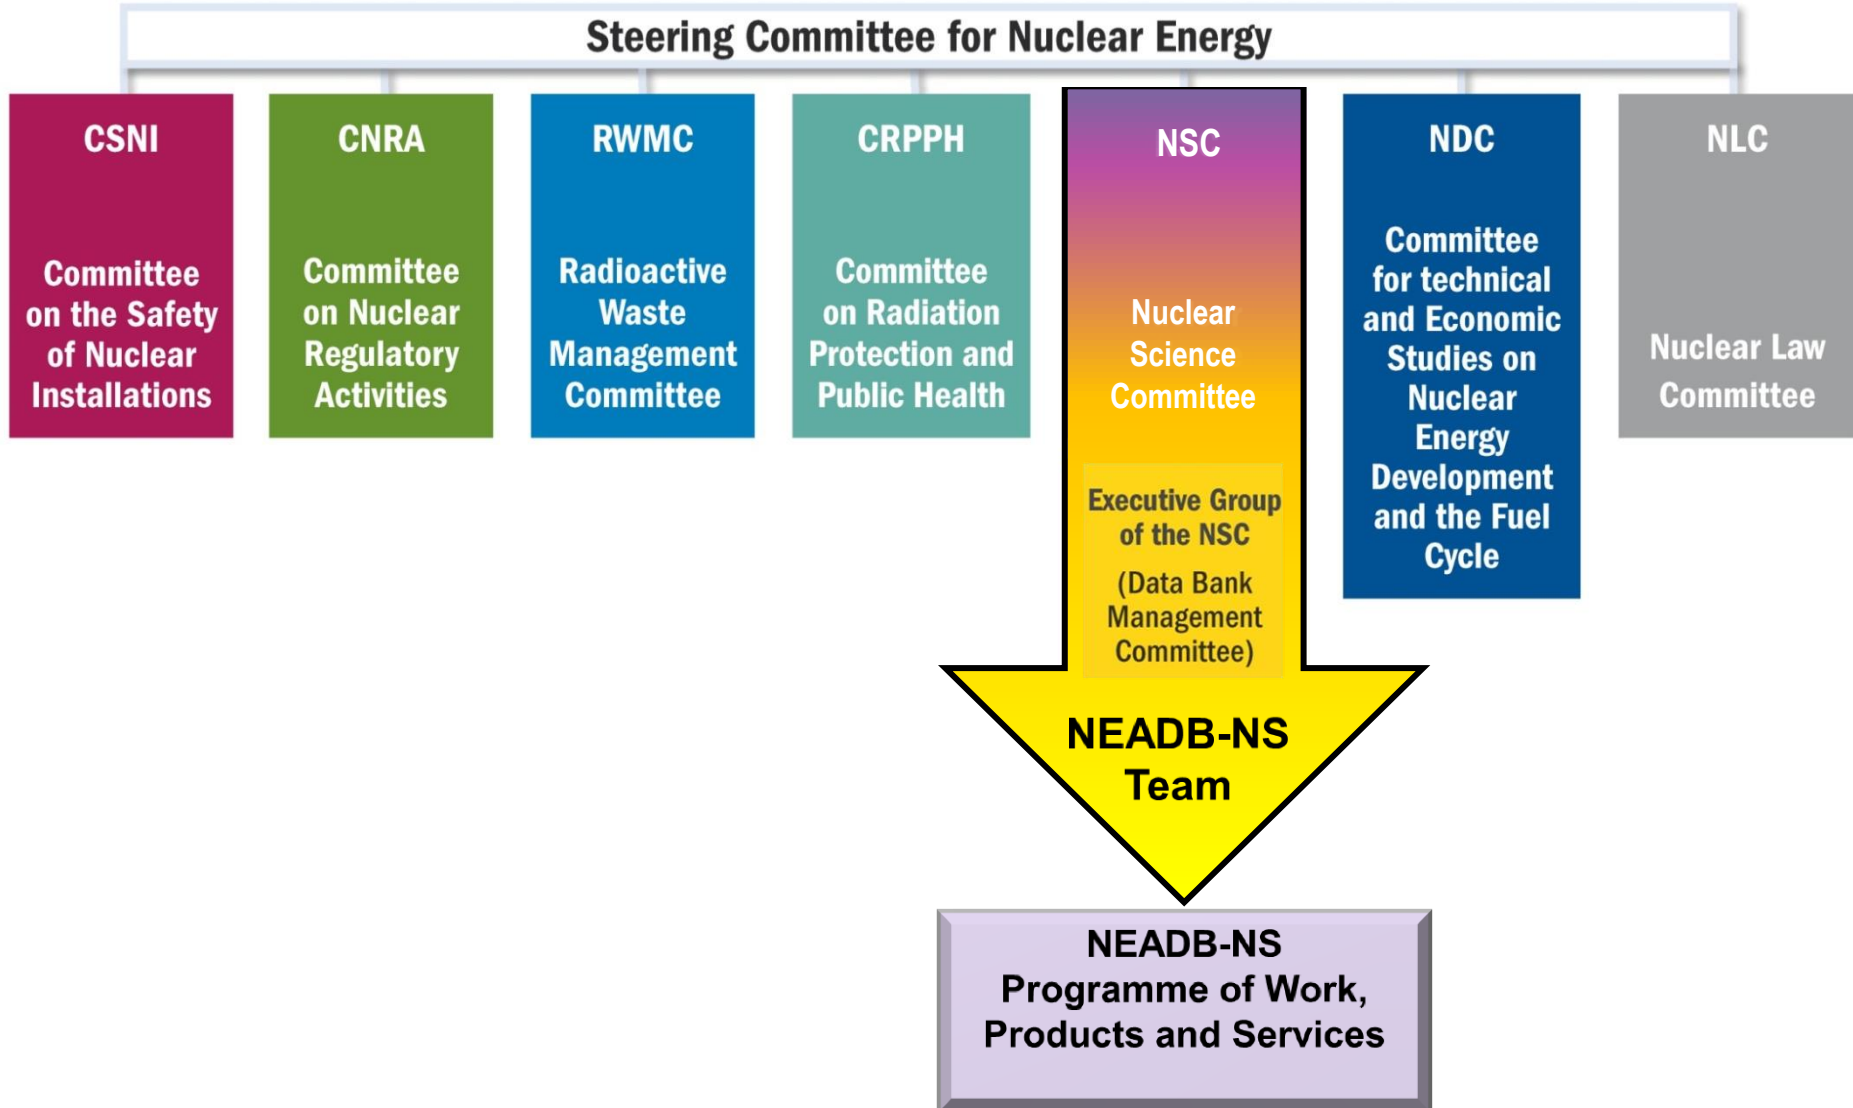 Steering Committee for Nuclear Energy
CSNI
Committee
on the Safety
of Nuclear
Installations
CNRA
Committee
on Nuclear
Regulatory
Activities
RWMC
Radioactive
Waste
Management
Committee
CRPPH
Committee
on Radiation
Protection and
Public Health
NSC
Nuclear
Science
Committee
Executive Group
of the NSC
(Data Bank
Management
Committee)
NEADB-NS
Team
NDC
Committee
for technical
and Economic
Studies on
Nuclear
Energy
Development
and the Fuel
Cycle
NLC
Nuclear Law
Committee
NEADB-NS
Programme of Work,
Products and Services